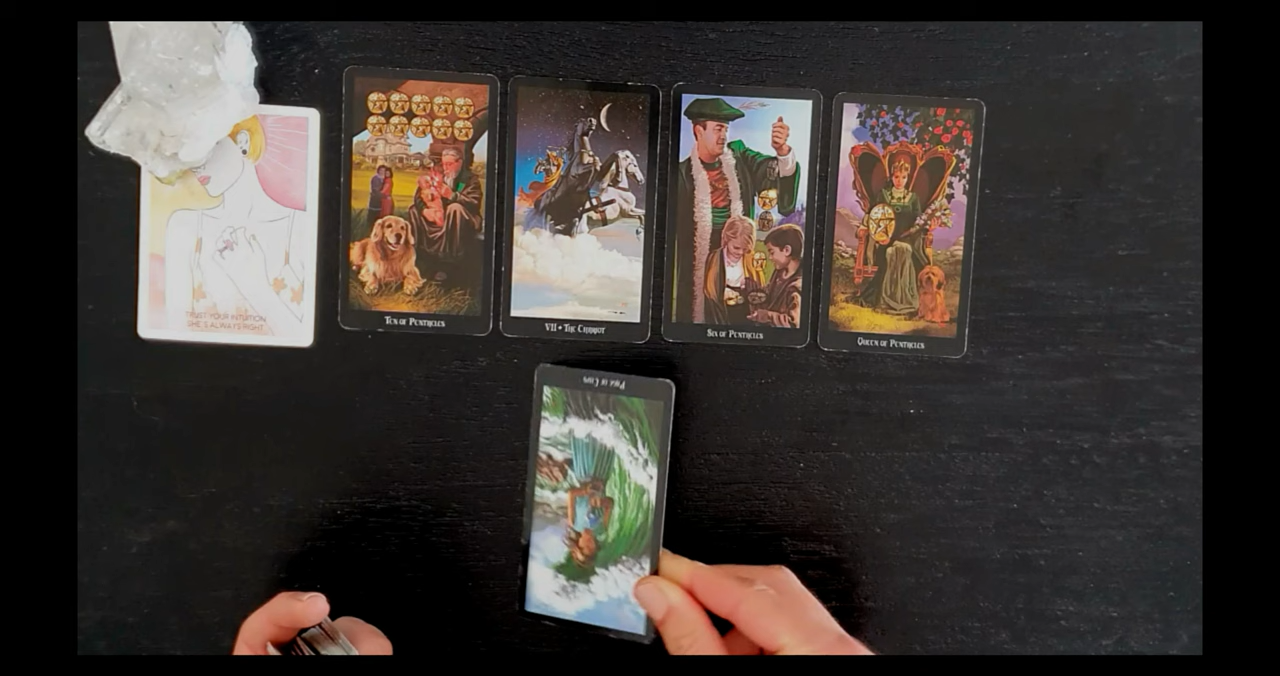 TRUST YOUR INTUITION
SHE'S ALWAYS RIGHT
TEN OF PENTACLES
VII • THE CHARIOT
SIX OF PENTACLES
QUEEN OF PENTACLES
PAGE OF CUPS